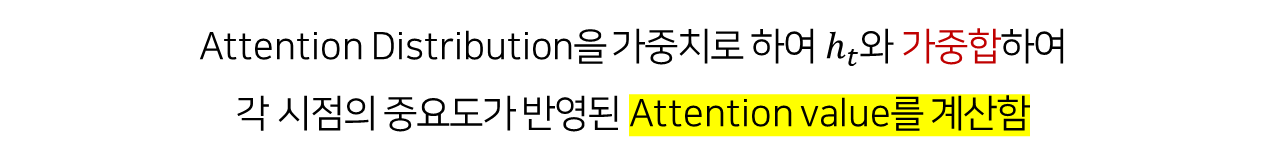 Attention Distribution을 가중치로 하여 hₜ와 가중합하여
각 시점의 중요도가 반영된 Attention value를 계산함